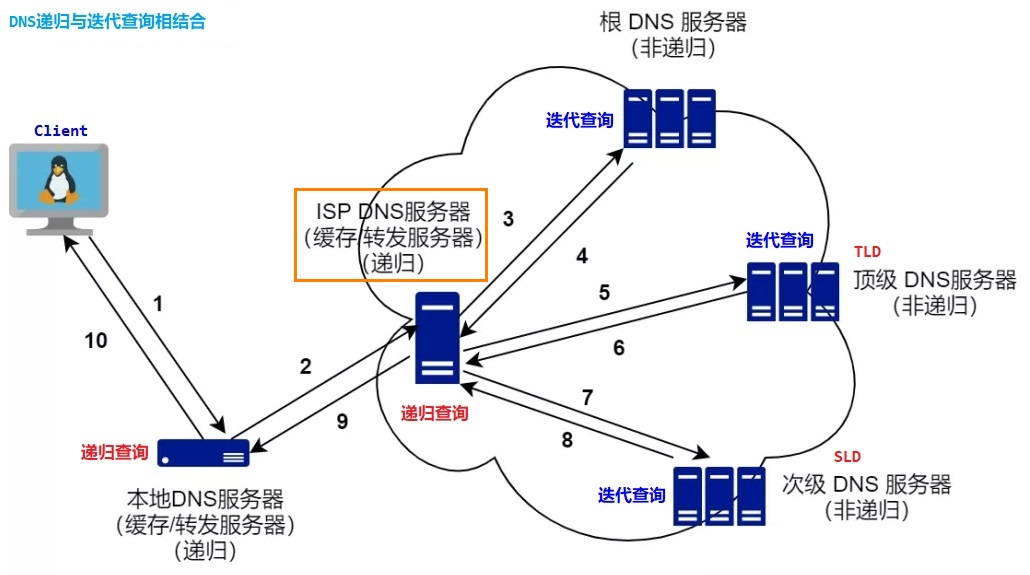 DNS递归与迭代查询相结合
根 DNS 服务器
（非递归）
迭代查询
Client
ISP DNS服务器
（缓存/转发服务器）
（递归）
3
4
迭代查询
TLD
顶级 DNS服务器
（非递归）
5
6
1
10
2
9
递归查询
7
8
递归查询
本地DNS服务器
（缓存/转发服务器）
（递归）
SLD
迭代查询
次级 DNS 服务器
（非递归）